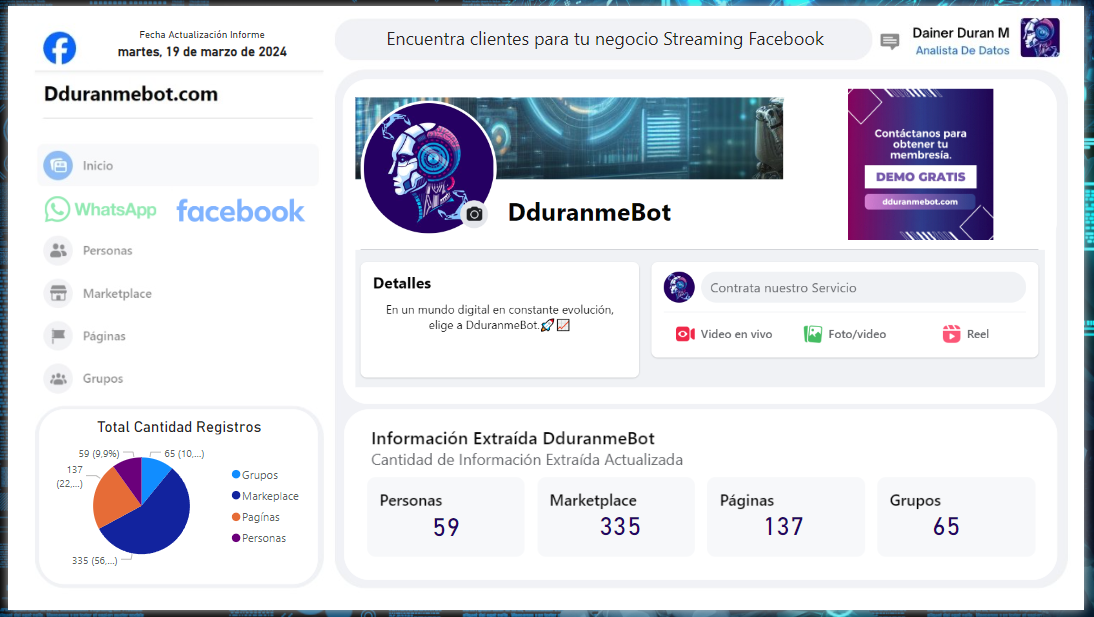 Fecha Actualización Informe
martes, 19 de marzo de 2024
Encuentra clientes para tu negocio Streaming Facebook
Dainer Duran M
Analista De Datos
Dduranmebot.com
Inicio
WhatsApp
facebook
Personas
Marketplace
Páginas
Grupos
Contáctanos para
obtener tu
membresía.
DEMO GRATIS
dduranmebot.com
DduranmeBot
Detalles
En un mundo digital en constante evolución,
elige a DduranmeBot.🚀📈
Contrata nuestro Servicio
Video en vivo
Foto/video
Reel
Total Cantidad Registros
59 (9,9%)
65 (10,...)
137
(22,...)
335 (56,...)
Grupos
Markeplace
Pagínas
Personas
Información Extraída DduranmeBot
Cantidad de Información Extraída Actualizada
Personas
59
Marketplace
335
Páginas
137
Grupos
65